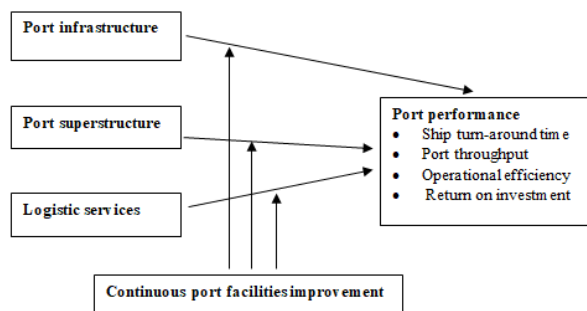 Port infrastructure
Port superstructure
Logistic services
Port performance
• Ship turn-around time
• Port throughput
• Operational efficiency
• Return on investment
Continuous port facilities improvement